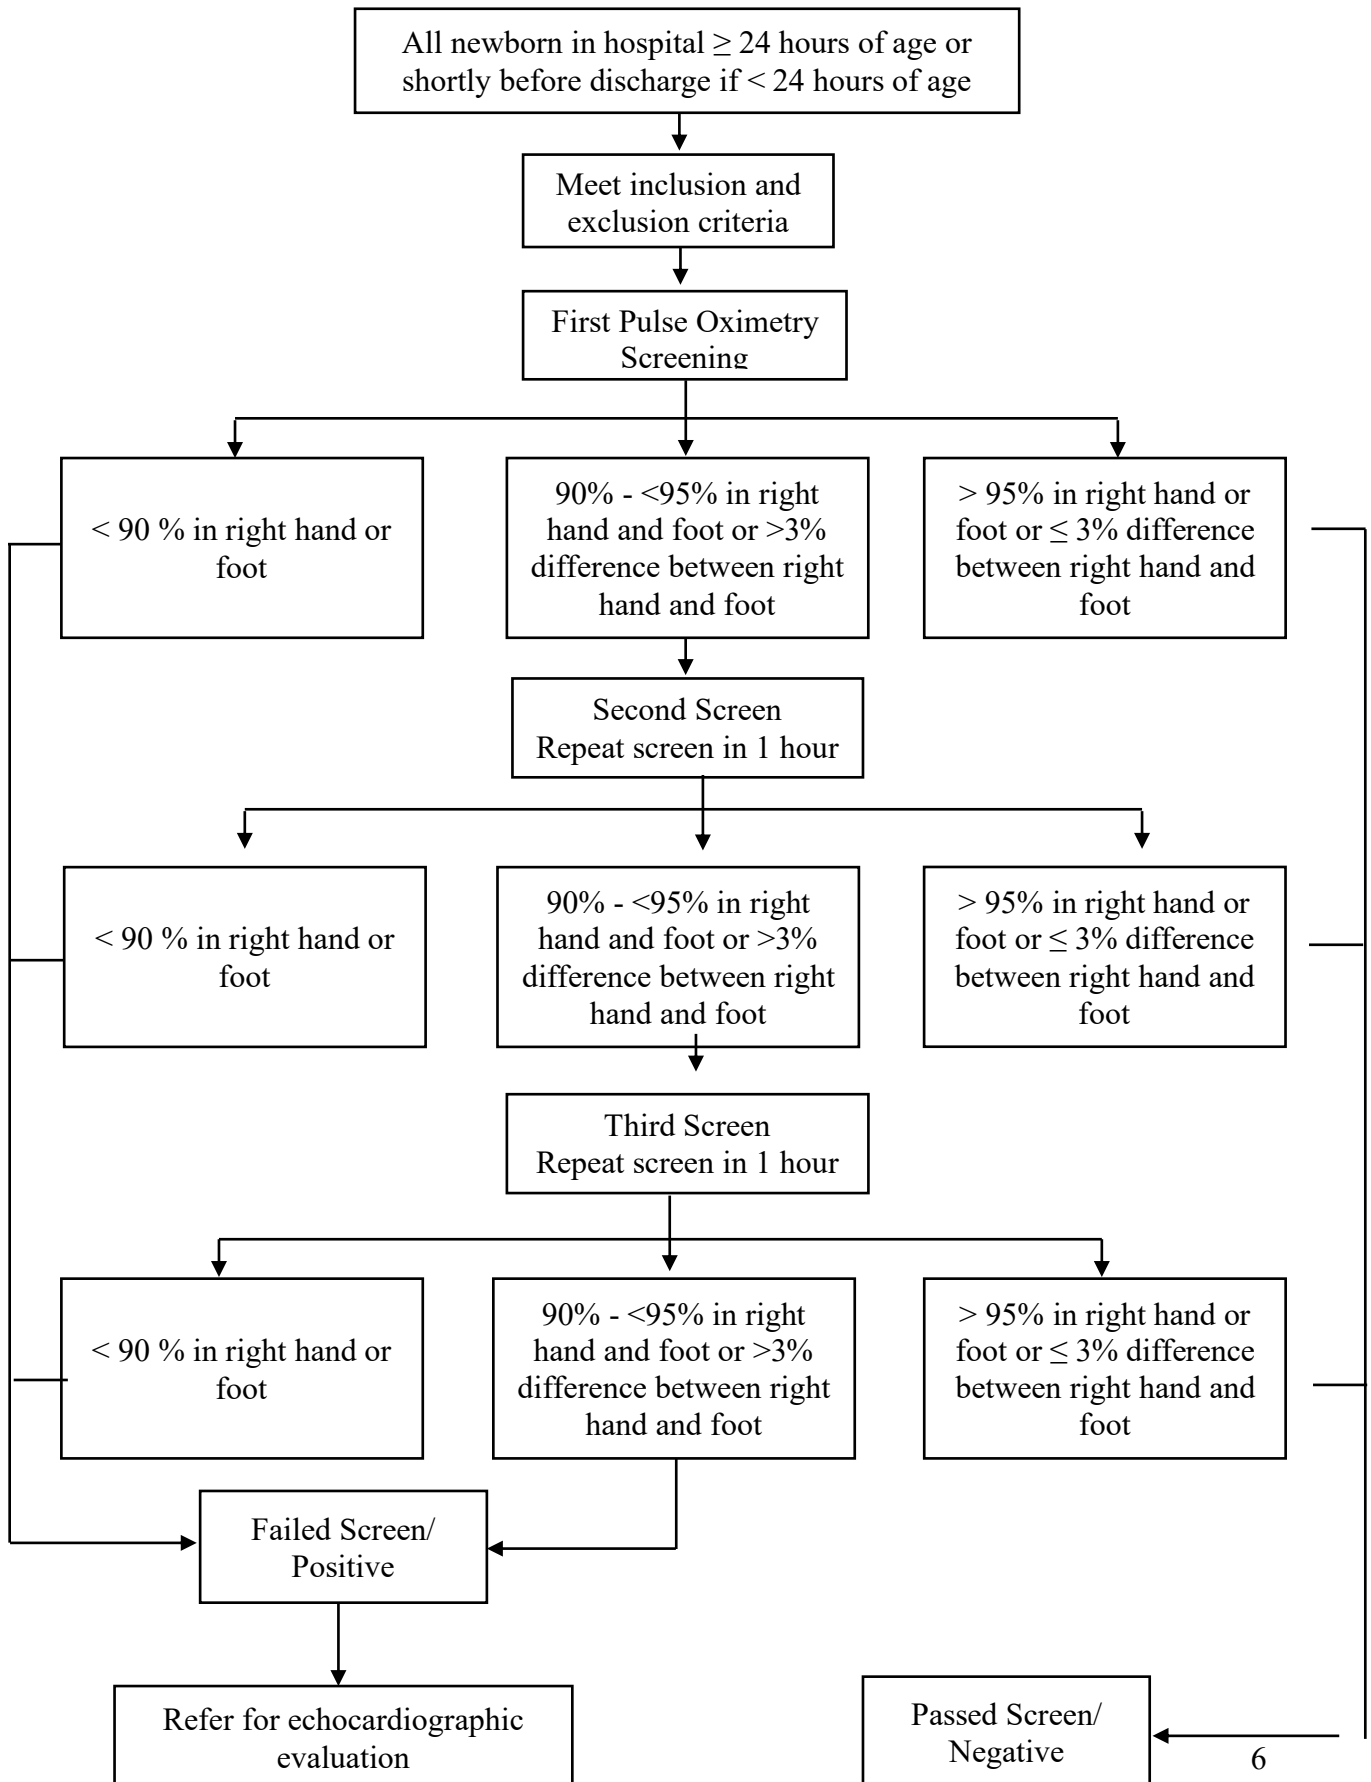 All newborn in hospital ≥ 24 hours of age or
shortly before discharge if < 24 hours of age
Meet inclusion and
exclusion criteria
First Pulse Oximetry
Screening
< 90 % in right hand or
foot
90% - <95% in right
hand and foot or >3%
difference between right
hand and foot
> 95% in right hand or
foot or ≤ 3% difference
between right hand and
foot
Second Screen
Repeat screen in 1 hour
< 90 % in right hand or
foot
90% - <95% in right
hand and foot or >3%
difference between right
hand and foot
> 95% in right hand or
foot or ≤ 3% difference
between right hand and
foot
Third Screen
Repeat screen in 1 hour
< 90 % in right hand or
foot
90% - <95% in right
hand and foot or >3%
difference between right
hand and foot
> 95% in right hand or
foot or ≤ 3% difference
between right hand and
foot
Failed Screen/
Positive
Refer for echocardiographic
evaluation
Passed Screen/
Negative
6